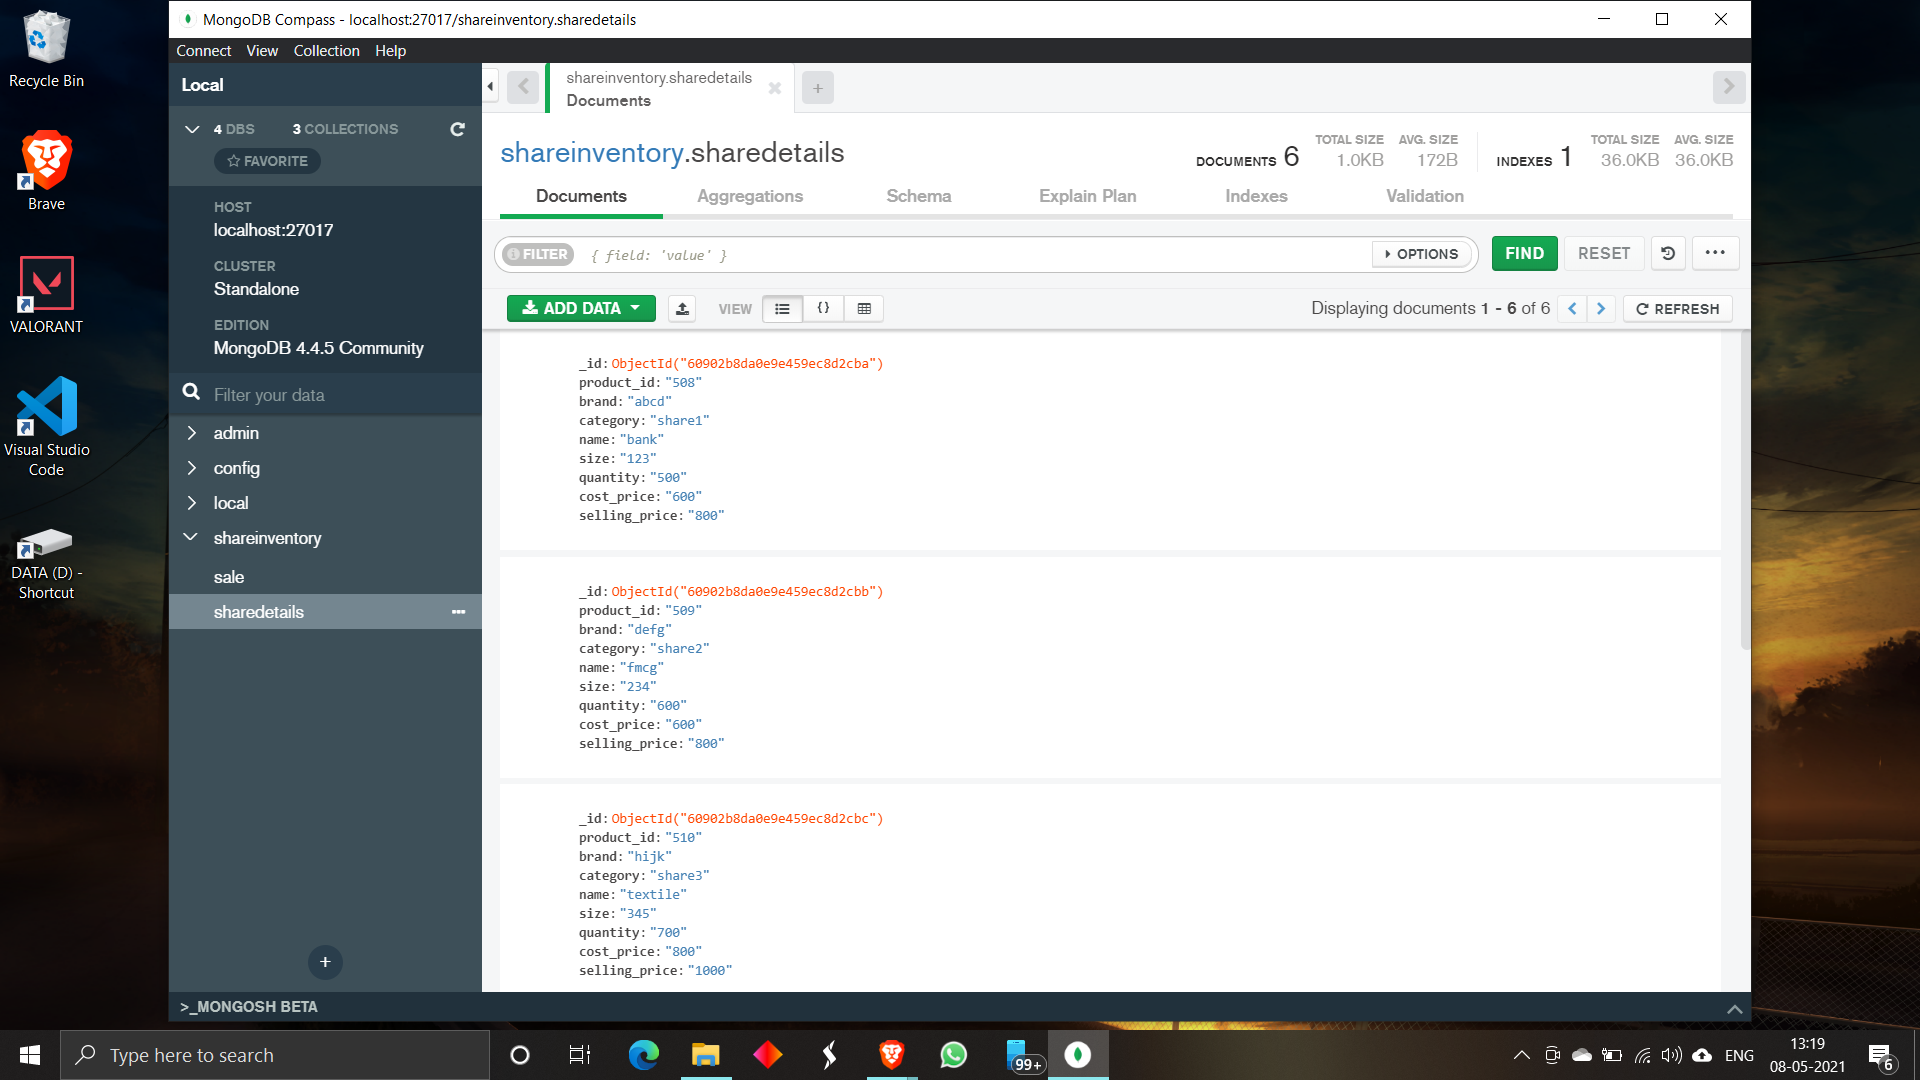 Recycle Bin
Brave
VALORANT
Visual Studio
Code
DATA (D) -
Shortcut
MongoDB Compass - localhost:27017/shareinventory.sharedetails
Connect View Collection Help
Local
4 DBS 3 COLLECTIONS
FAVORITE
HOST
localhost:27017
CLUSTER
Standalone
EDITION
MongoDB 4.4.5 Community
Filter your data
admin
config
local
shareinventory
sale
sharedetails
shareinventory.sharedetails
Documents
shareinventory.sharedetails
DOCUMENTS 6
TOTAL SIZE
1.0KB
AVG. SIZE
172B
INDEXES 1
TOTAL SIZE
36.0KB
AVG. SIZE
36.0KB
Documents Aggregations Schema Explain Plan Indexes Validation
FILTER { field: 'value' } OPTIONS FIND RESET
ADD DATA VIEW {} Displaying documents 1 - 6 of 6 REFRESH
_id: ObjectId("60902b8da0e9e459ec8d2cba")
product_id: "508"
brand: "abcd"
category: "share1"
name: "bank"
size: "123"
quantity: "500"
cost_price: "600"
selling_price: "800"
_id: ObjectId("60902b8da0e9e459ec8d2cbb")
product_id: "509"
brand: "defg"
category: "share2"
name: "fmcg"
size: "234"
quantity: "600"
cost_price: "600"
selling_price: "800"
_id: ObjectId("60902b8da0e9e459ec8d2cbc")
product_id: "510"
brand: "hijk"
category: "share3"
name: "textile"
size: "345"
quantity: "700"
cost_price: "800"
selling_price: "1000"
>_MONGOSH BETA
Type here to search
99+
ENG
13:19
08-05-2021
6